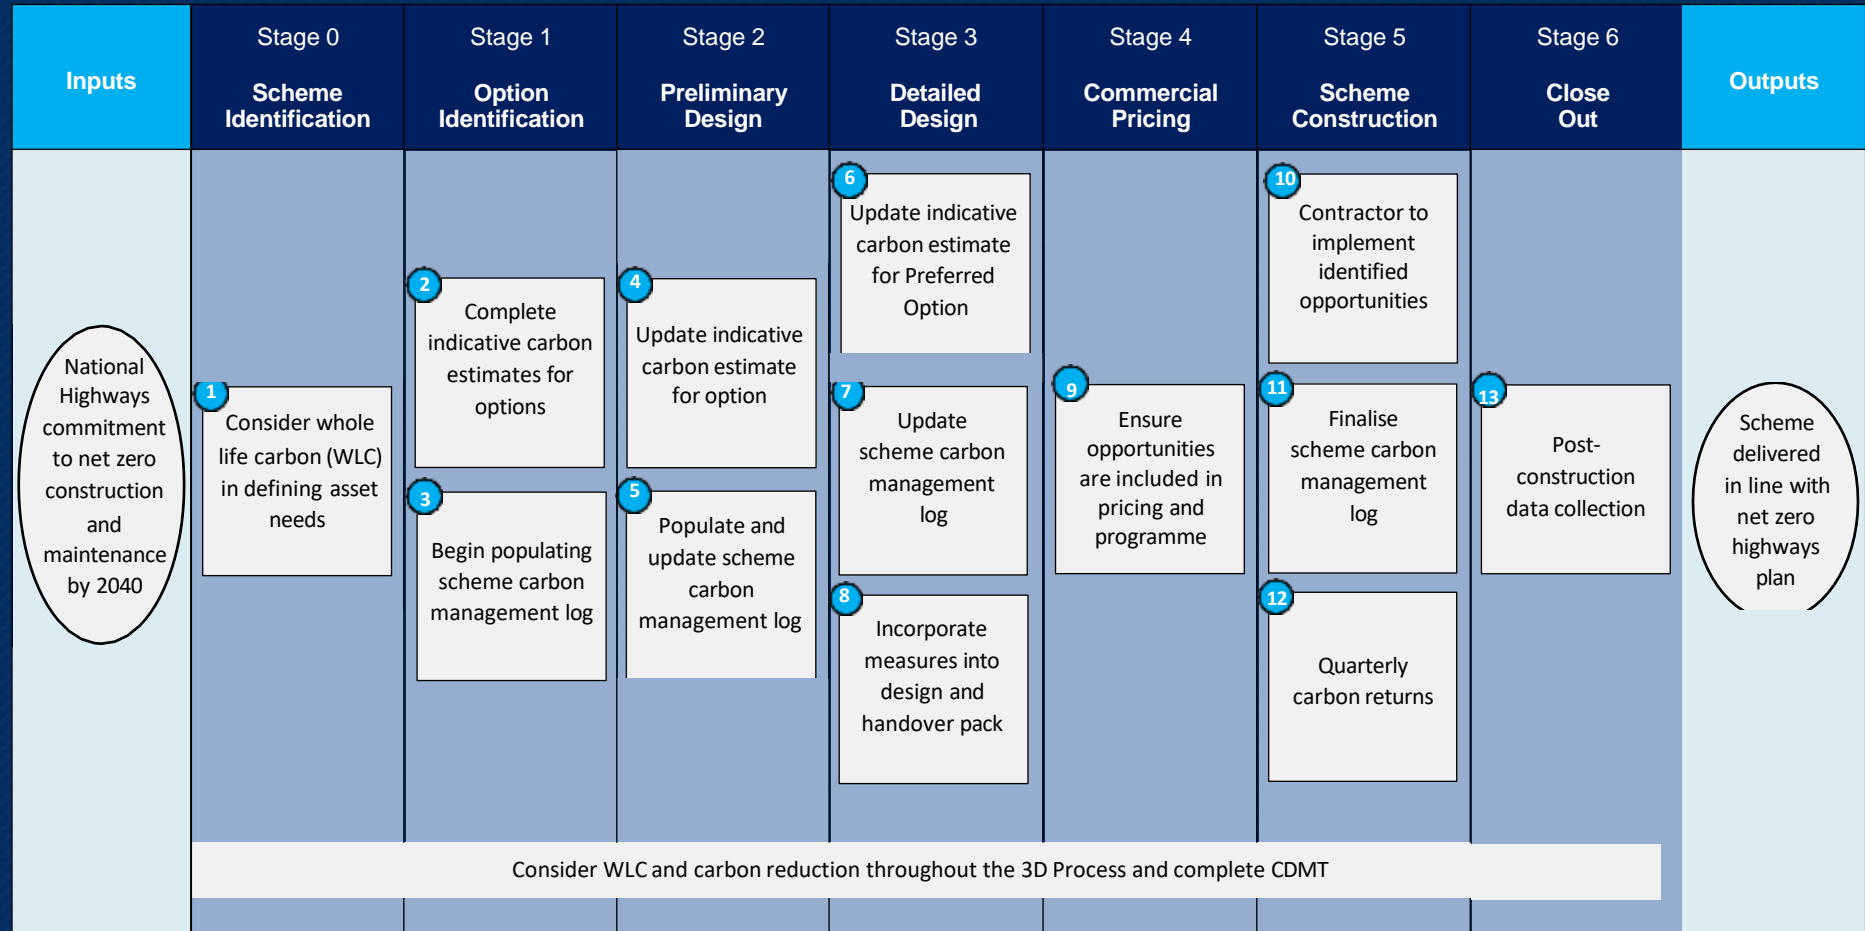 Inputs
Stage 0
Scheme
Identification
Stage 1
Option
Identification
Stage 2
Preliminary
Design
Stage 3
Detailed
Design
Stage 4
Commercial
Pricing
Stage 5
Scheme
Construction
Stage 6
Close
Out
Outputs
National
Highways
commitment
to net zero
construction
and
maintenance
by 2040
1
Consider whole
life carbon (WLC)
in defining asset
needs
2
Complete
indicative carbon
estimates for
options
3
Begin populating
scheme carbon
management log
4
Update indicative
carbon estimate
for option
5
Populate and
update scheme
carbon
management log
6
Update indicative
carbon estimate
for Preferred
Option
7
Update
scheme carbon
management
log
8
Incorporate
measures into
design and
handover pack
9
Ensure
opportunities
are included in
pricing and
programme
10
Contractor to
implement
identified
opportunities
11
Finalise
scheme carbon
management
log
12
Quarterly
carbon returns
13
Post-
construction
data collection
Scheme
delivered
in line with
net zero
highways
plan
Consider WLC and carbon reduction throughout the 3D Process and complete CDMT